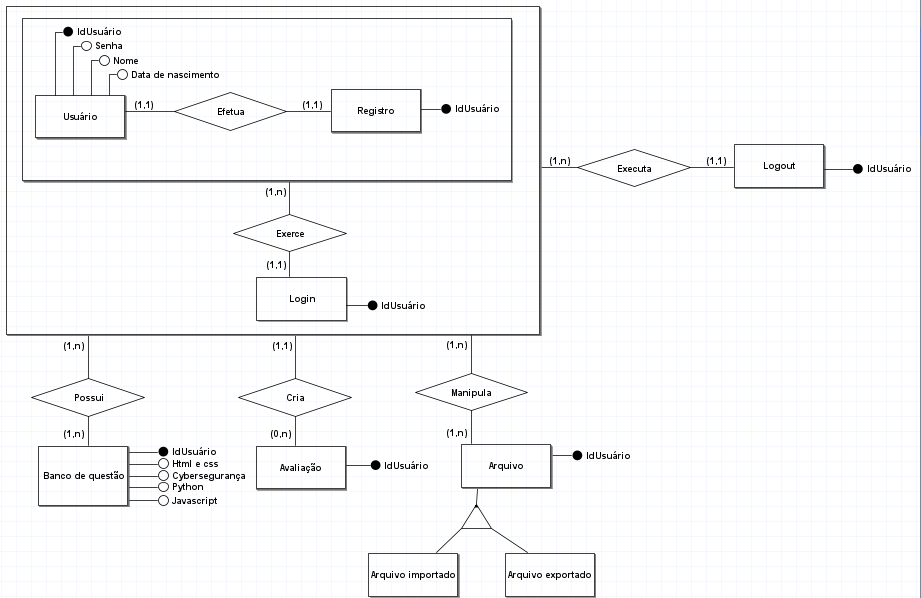 IdUsuário
Senha
Nome
Data de nascimento
Usuário
(1,1)
Efetua
(1,1)
Registro
IdUsuário
(1,n)
Executa
(1,1)
Logout
IdUsuário
(1,n)
Exerce
(1,1)
Login
IdUsuário
(1,n)
(1,1)
(1,n)
Possui
Cria
Manipula
(1,n)
(0,n)
(1,n)
Banco de questão
IdUsuário
Html e css
Cybersegurança
Python
Javascript
Avaliação
IdUsuário
Arquivo
IdUsuário
Arquivo importado
Arquivo exportado